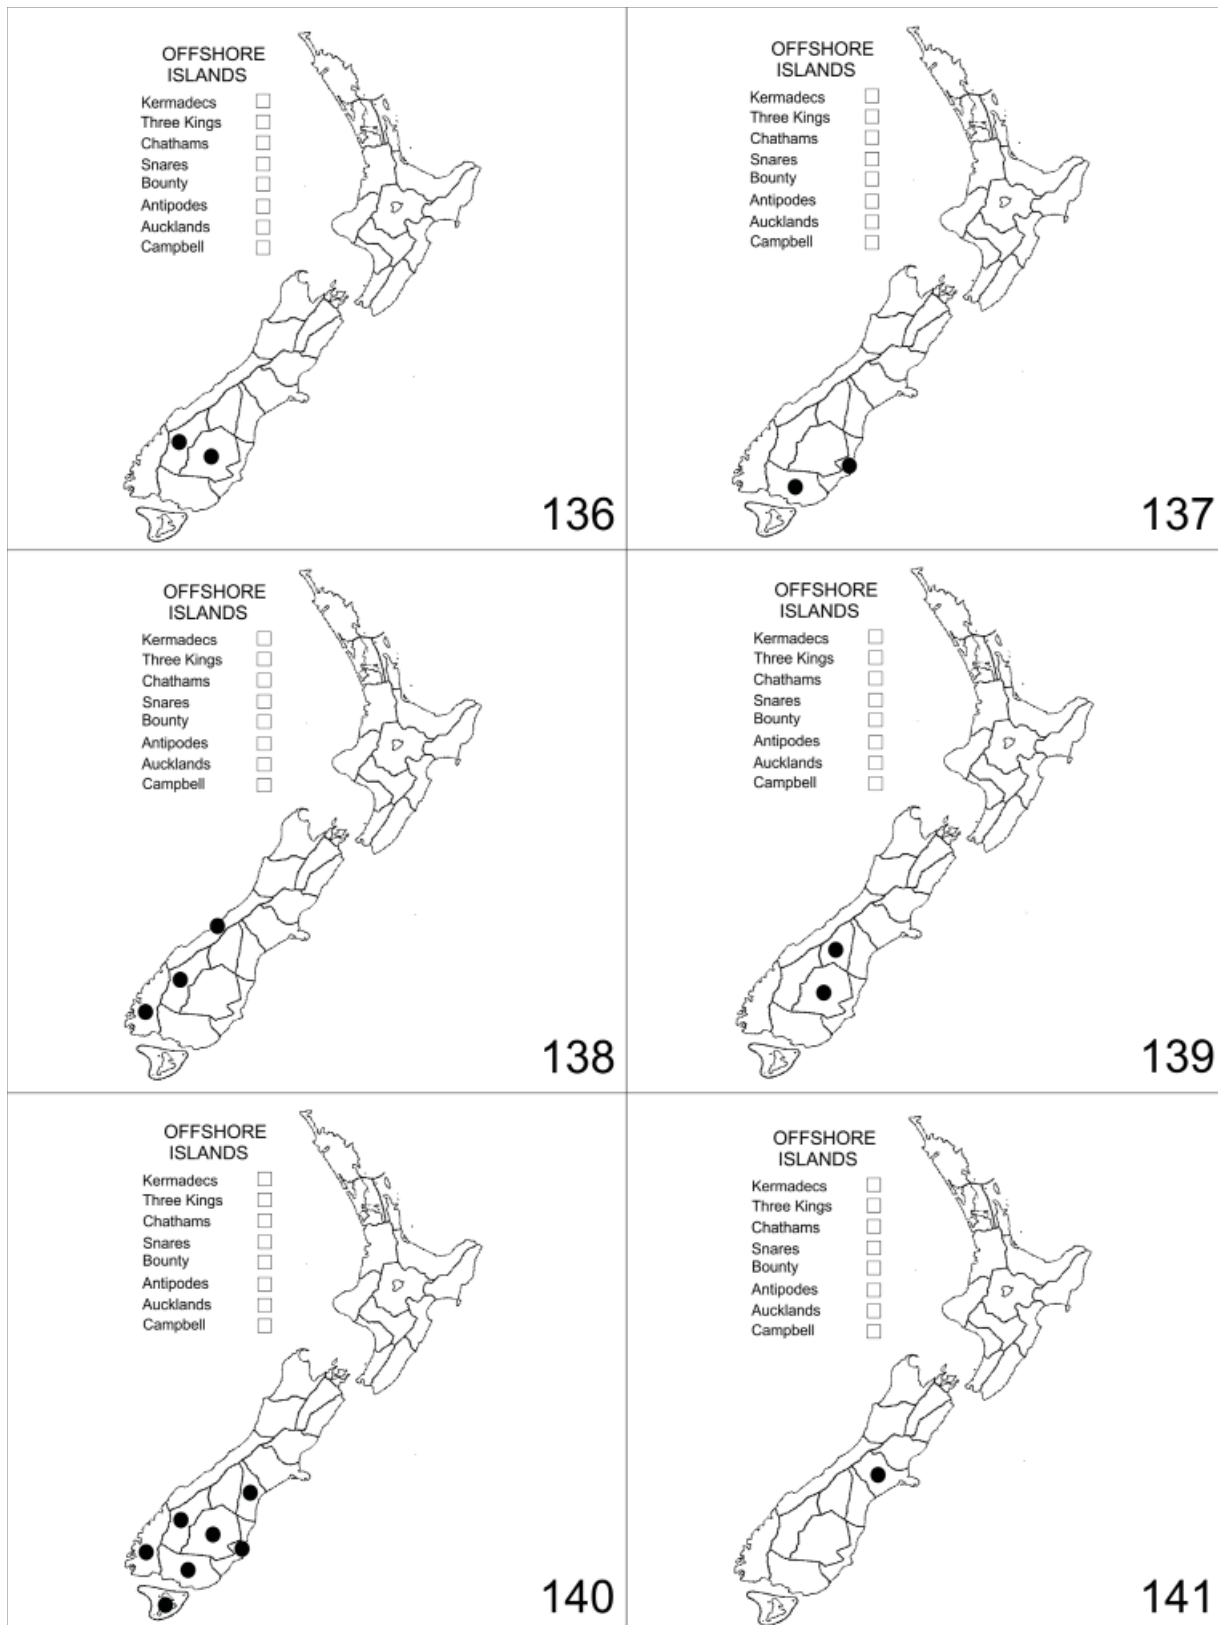 OFFSHORE
ISLANDS
Kermadecs
Three Kings
Chathams
Snares
Bounty
Antipodes
Aucklands
Campbell
136
OFFSHORE
ISLANDS
Kermadecs
Three Kings
Chathams
Snares
Bounty
Antipodes
Aucklands
Campbell
137
OFFSHORE
ISLANDS
Kermadecs
Three Kings
Chathams
Snares
Bounty
Antipodes
Aucklands
Campbell
138
OFFSHORE
ISLANDS
Kermadecs
Three Kings
Chathams
Snares
Bounty
Antipodes
Aucklands
Campbell
139
OFFSHORE
ISLANDS
Kermadecs
Three Kings
Chathams
Snares
Bounty
Antipodes
Aucklands
Campbell
140
OFFSHORE
ISLANDS
Kermadecs
Three Kings
Chathams
Snares
Bounty
Antipodes
Aucklands
Campbell
141